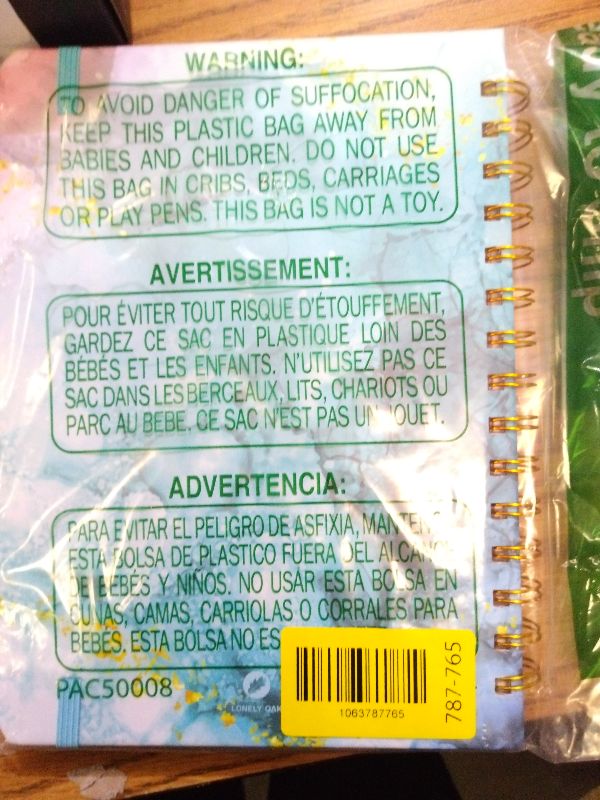 WARNING:
TO AVOID DANGER OF SUFFOCATION,
KEEP THIS PLASTIC BAG AWAY FROM
BABIES AND CHILDREN. DO NOT USE
THIS BAG IN CRIBS, BEDS, CARRIAGES
OR PLAY PENS. THIS BAG IS NOT A TOY.
AVERTISSEMENT:
POUR ÉVITER TOUT RISQUE D'ÉTOUFFEMENT,
GARDEZ CE SAC EN PLASTIQUE LOIN DES
BÉBÉS ET LES ENFANTS. N'UTILISEZ PAS CE
SAC DANS LES BERCEAUX, LITS, CHARIOTS OU
PARC AU BEBE. CE SAC N'EST PAS UN JOUET.
ADVERTENCIA:
PARA EVITAR EL PELIGRO DE ASFIXIA,
ESTA BOLSA DE PLASTICO FUERA DEL ALCANCE
DE BEBÉS Y NIÑOS. NO USAR ESTA BOLSA EN
CUNAS, CAMAS, CARRIOLAS O CORRALES PARA
BEBÉS. ESTA BOLSA NO ES
PAC50008
LONELY OAK
1063787765
787-765